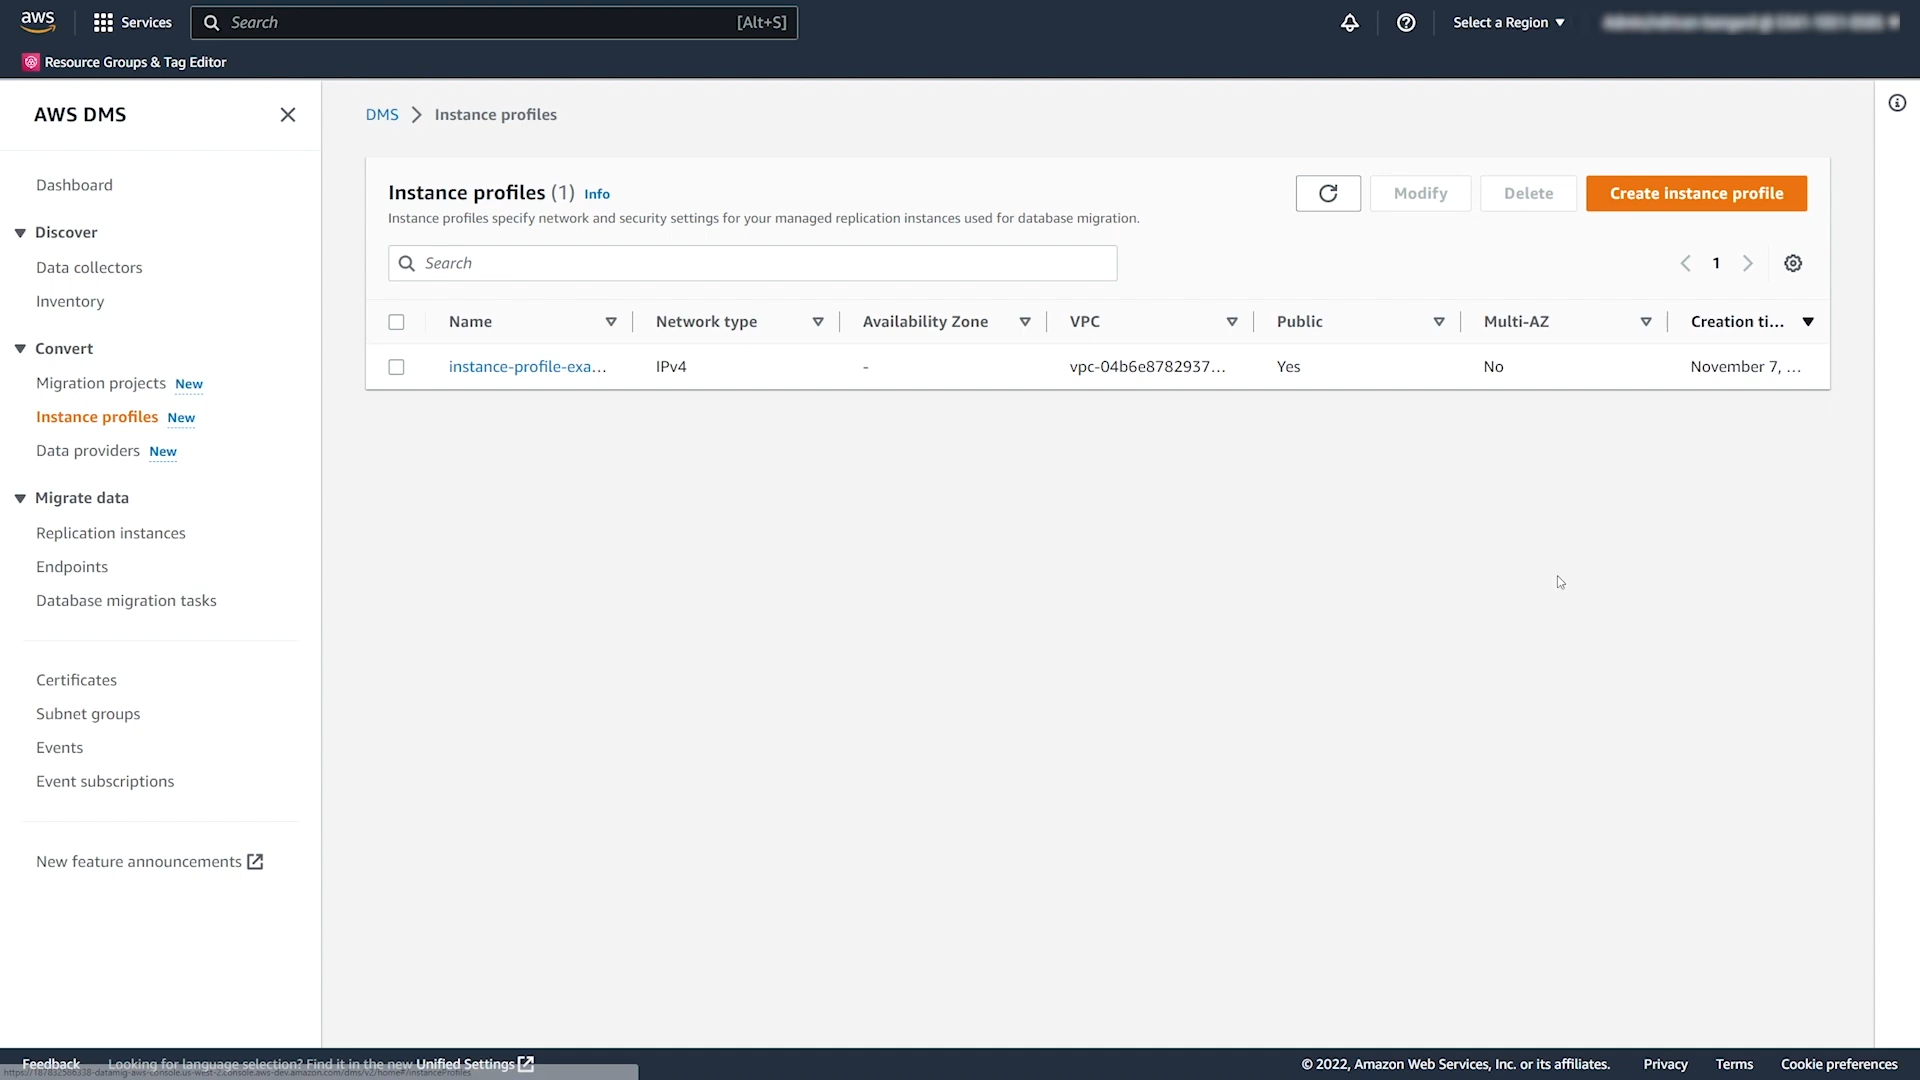 aws
Services
Search
[Alt+S]
Select a Region
Resource Groups & Tag Editor
AWS DMS
Dashboard
Discover
Data collectors
Inventory
Convert
Migration projects New
Instance profiles New
Data providers New
Migrate data
Replication instances
Endpoints
Database migration tasks
Certificates
Subnet groups
Events
Event subscriptions
New feature announcements
DMS Instance profiles
Instance profiles (1) Info
Instance profiles specify network and security settings for your managed replication instances used for database migration.
Modify
Delete
Create instance profile
Search
1
Name Network type Availability Zone VPC Public Multi-AZ Creation ti...
instance-profile-exa... IPv4 - vpc-04b6e8782937... Yes No November 7, ...
Feedback
Looking for language selection? Find it in the new Unified Settings
© 2022, Amazon Web Services, Inc. or its affiliates.
Privacy
Terms
Cookie preferences